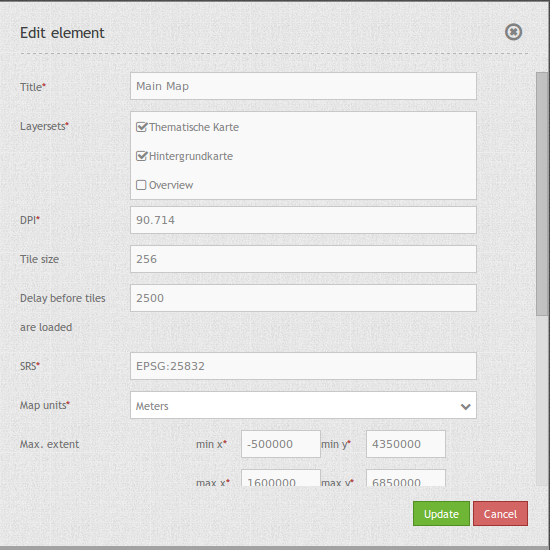 Edit element
Title* Main Map
Layersets* Thematische Karte
Hintergrundkarte
Overview
DPI* 90.714
Tile size 256
Delay before tiles 2500
are loaded
SRS* EPSG:25832
Map units* Meters
Max. extent min x* -500000 min y* 4350000
max x* 1600000 max y* 6850000
Update Cancel